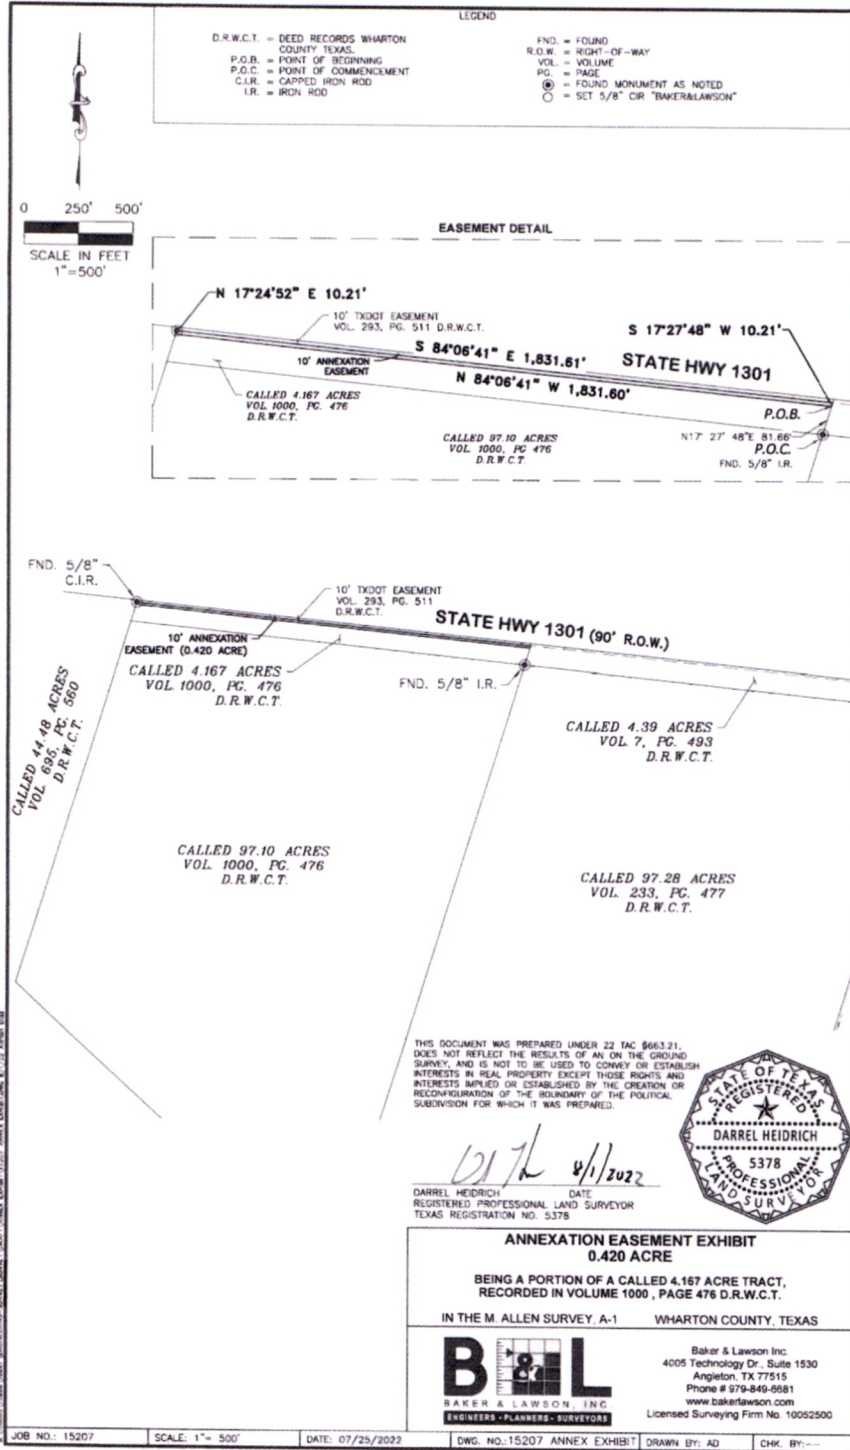 LEGEND
D.R.W.C.T. = DEED RECORDS WHARTON
COUNTY TEXAS.
P.O.B. = POINT OF BEGINNING
P.O.C. = POINT OF COMMENCEMENT
C.I.R. = CAPPED IRON ROD
I.R. = IRON ROD
FND. = FOUND
R.O.W. = RIGHT-OF-WAY
VOL. = VOLUME
PG. = PAGE
= FOUND MONUMENT AS NOTED
= SET 5/8" CIR "BAKER&LAWSON"
0 250' 500'
SCALE IN FEET
1"=500'
EASEMENT DETAIL
N 17°24'52" E 10.21'
10' TXDOT EASEMENT
VOL. 293, PG. 511 D.R.W.C.T.
S 17°27'48" W 10.21'
S 84°06'41" E 1,831.61'
STATE HWY 1301
10' ANNEXATION
EASEMENT
N 84°06'41" W 1,831.60'
CALLED 4.167 ACRES
VOL 1000, PG. 476
D.R.W.C.T.
P.O.B.
CALLED 97.10 ACRES
VOL. 1000, PG 476
D.R.W.C.T.
N17° 27' 48"E 81.66'
P.O.C.
FND. 5/8" I.R.
FND. 5/8"
C.I.R.
10' TXDOT EASEMENT
VOL. 293, PG. 511
D.R.W.C.T.
STATE HWY 1301 (90' R.O.W.)
10' ANNEXATION
EASEMENT (0.420 ACRE)
CALLED 4.167 ACRES
VOL 1000, PG. 476
D.R.W.C.T.
FND. 5/8" I.R.
CALLED 44.48 ACRES
VOL 695, PG. 560
D.R.W.C.T.
CALLED 4.39 ACRES
VOL. 7, PG. 493
D.R.W.C.T.
CALLED 97.10 ACRES
VOL. 1000, PG. 476
D.R.W.C.T.
CALLED 97.28 ACRES
VOL. 233, PG. 477
D.R.W.C.T.
THIS DOCUMENT WAS PREPARED UNDER 22 TAC §663.21,
DOES NOT REFLECT THE RESULTS OF AN ON THE GROUND
SURVEY, AND IS NOT TO BE USED TO CONVEY OR ESTABLISH
INTERESTS IN REAL PROPERTY EXCEPT THOSE RIGHTS AND
INTERESTS IMPLIED OR ESTABLISHED BY THE CREATION OR
RECONFIGURATION OF THE BOUNDARY OF THE POLITICAL
SUBDIVISION FOR WHICH IT WAS PREPARED.
STATE OF TEXAS
REGISTERED
DARREL HEIDRICH
5378
PROFESSIONAL
LAND SURVEYOR
8/1/2022
DARREL HEIDRICH DATE
REGISTERED PROFESSIONAL LAND SURVEYOR
TEXAS REGISTRATION NO. 5378
ANNEXATION EASEMENT EXHIBIT
0.420 ACRE
BEING A PORTION OF A CALLED 4.167 ACRE TRACT,
RECORDED IN VOLUME 1000 , PAGE 476 D.R.W.C.T.
IN THE M. ALLEN SURVEY, A-1 WHARTON COUNTY, TEXAS
B&L
BAKER & LAWSON, INC
ENGINEERS - PLANNERS - SURVEYORS
Baker & Lawson Inc.
4005 Technology Dr., Suite 1530
Angleton, TX 77515
Phone # 979-849-6681
www.bakerlawson.com
Licensed Surveying Firm No. 10052500
JOB NO.: 15207 SCALE: 1"= 500' DATE: 07/25/2022 DWG. NO.:15207 ANNEX EXHIBIT DRAWN BY: AD CHK. BY:---